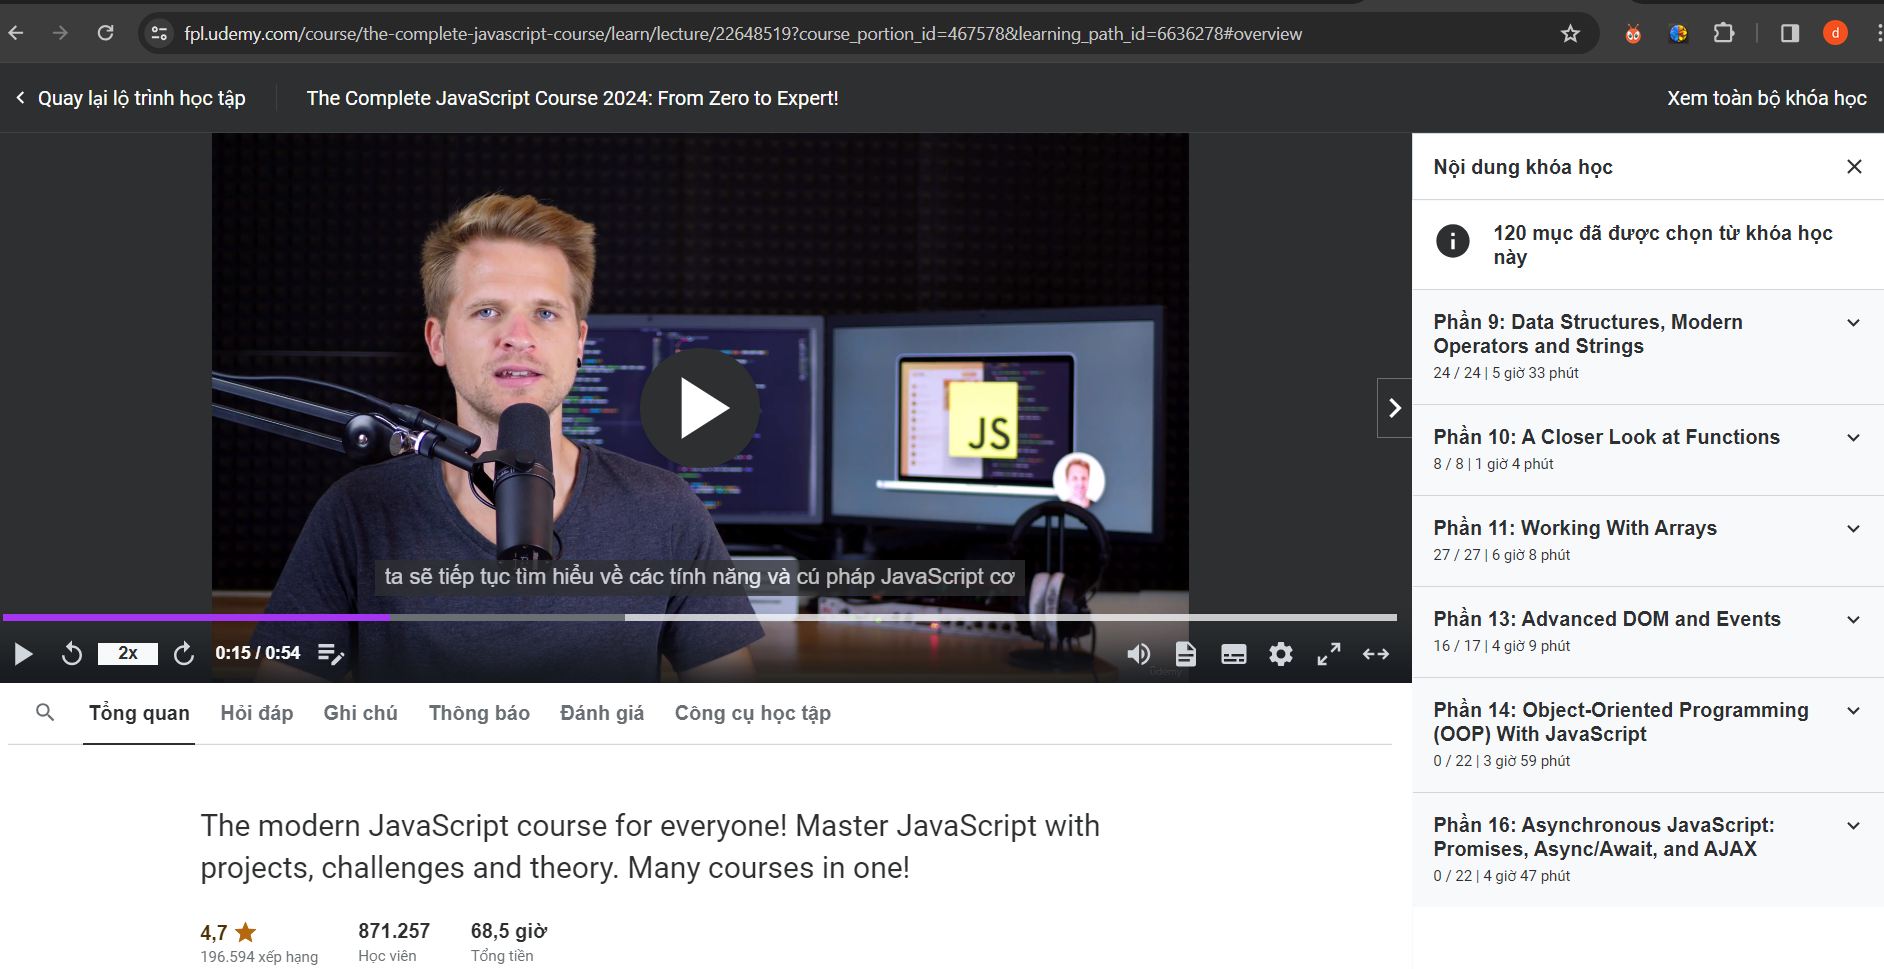 fpl.udemy.com/course/the-complete-javascript-course/learn/lecture/22648519?course_portion_id=467578&learning_path_id=6636278#overview
d
Quay lại lộ trình học tập
The Complete JavaScript Course 2024: From Zero to Expert!
Xem toàn bộ khóa học
JS
ta sẽ tiếp tục tìm hiểu về các tính năng và cú pháp JavaScript cơ
2x
0:15 / 0:54
udemy
Tổng quan
Hỏi đáp
Ghi chú
Thông báo
Đánh giá
Công cụ học tập
The modern JavaScript course for everyone! Master JavaScript with
projects, challenges and theory. Many courses in one!
4,7
196.594 xếp hạng
871.257
Học viên
68,5 giờ
Tổng tiền
Nội dung khóa học
120 mục đã được chọn từ khóa học
này
Phần 9: Data Structures, Modern
Operators and Strings
24 / 24 | 5 giờ 33 phút
Phần 10: A Closer Look at Functions
8 / 8 | 1 giờ 4 phút
Phần 11: Working With Arrays
27 / 27 | 6 giờ 8 phút
Phần 13: Advanced DOM and Events
16 / 17 | 4 giờ 9 phút
Phần 14: Object-Oriented Programming
(OOP) With JavaScript
0 / 22 | 3 giờ 59 phút
Phần 16: Asynchronous JavaScript:
Promises, Async/Await, and AJAX
0 / 22 | 4 giờ 47 phút